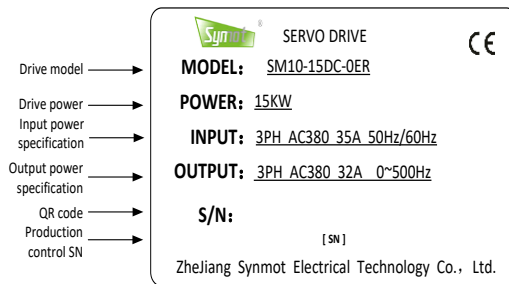 Synmot® SERVO DRIVE
CE
Drive model
MODEL: SM10-15DC-0ER
Drive power
POWER: 15KW
Input power
specification
INPUT: 3PH AC380 35A 50Hz/60Hz
Output power
specification
OUTPUT: 3PH AC380 32A 0~500Hz
QR code
S/N:
Production
control SN
[ SN ]
ZheJiang Synmot Electrical Technology Co., Ltd.